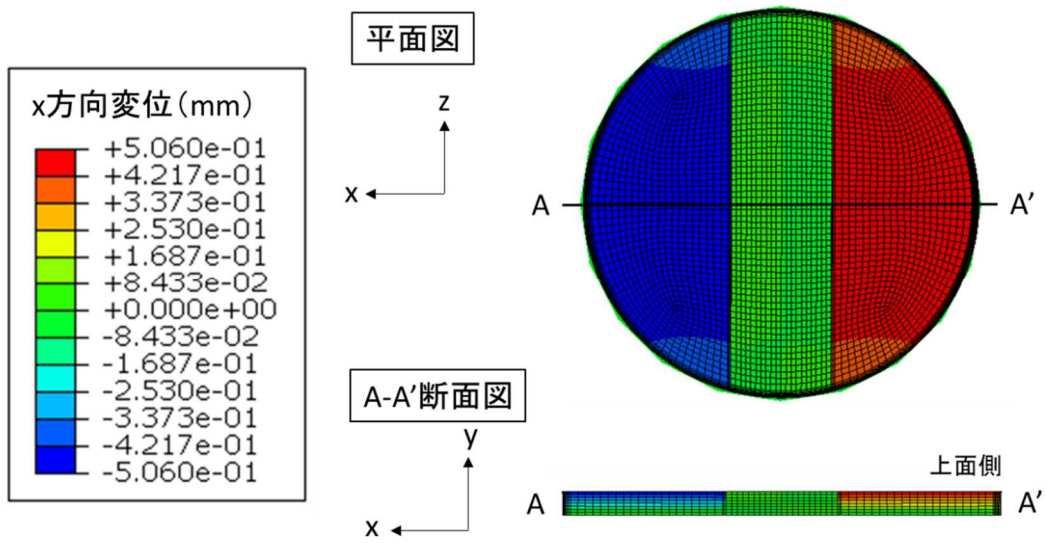 平面図
x方向変位(mm)
+5.060e-01
+4.217e-01
+3.373e-01
+2.530e-01
+1.687e-01
+8.433e-02
+0.000e+00
-8.433e-02
-1.687e-01
-2.530e-01
-3.373e-01
-4.217e-01
-5.060e-01
z
x
A
A'
A-A'断面図
y
x
上面側
A
A'